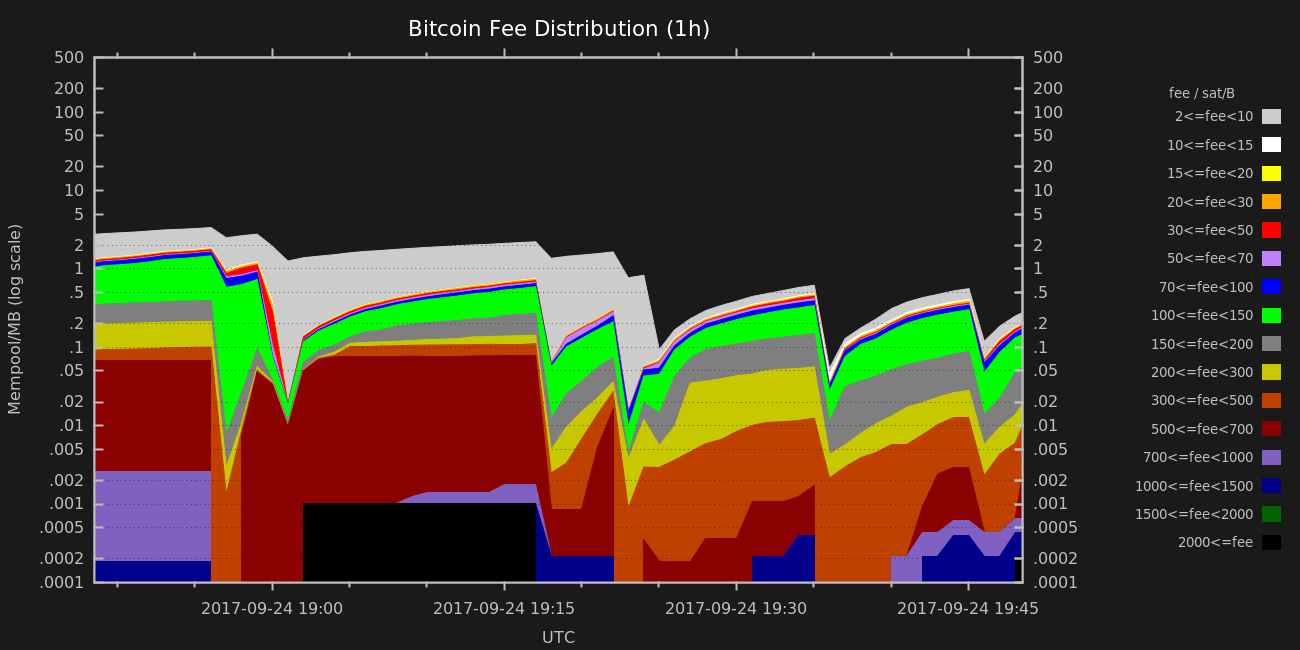 Bitcoin Fee Distribution (1h)
500 500
200 200
100 100
50 50
20 20
10 10
5 5
2 2
1 1
.5 .5
.2 .2
.1 .1
.05 .05
.02 .02
.01 .01
.005 .005
.002 .002
.001 .001
.0005 .0005
.0002 .0002
.0001 .0001
Mempool/MB (log scale)
2017-09-24 19:00 2017-09-24 19:15 2017-09-24 19:30 2017-09-24 19:45
UTC
fee / sat/B
2<=fee<10
10<=fee<15
15<=fee<20
20<=fee<30
30<=fee<50
50<=fee<70
70<=fee<100
100<=fee<150
150<=fee<200
200<=fee<300
300<=fee<500
500<=fee<700
700<=fee<1000
1000<=fee<1500
1500<=fee<2000
2000<=fee